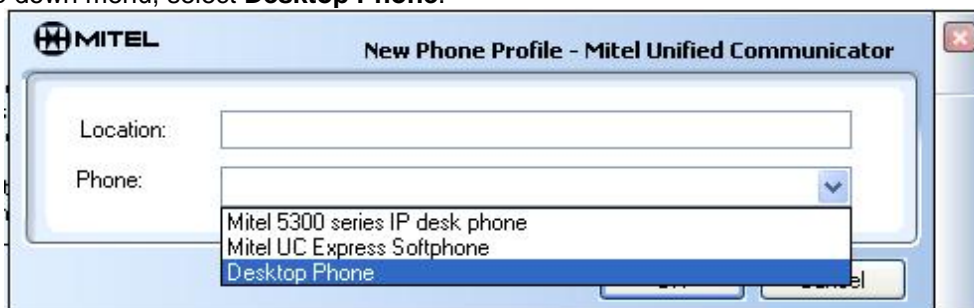 down menu, select Desktop Phone.
MITEL
New Phone Profile - Mitel Unified Communicator
Location:
Phone:
Mitel 5300 series IP desk phone
Mitel UC Express Softphone
Desktop Phone